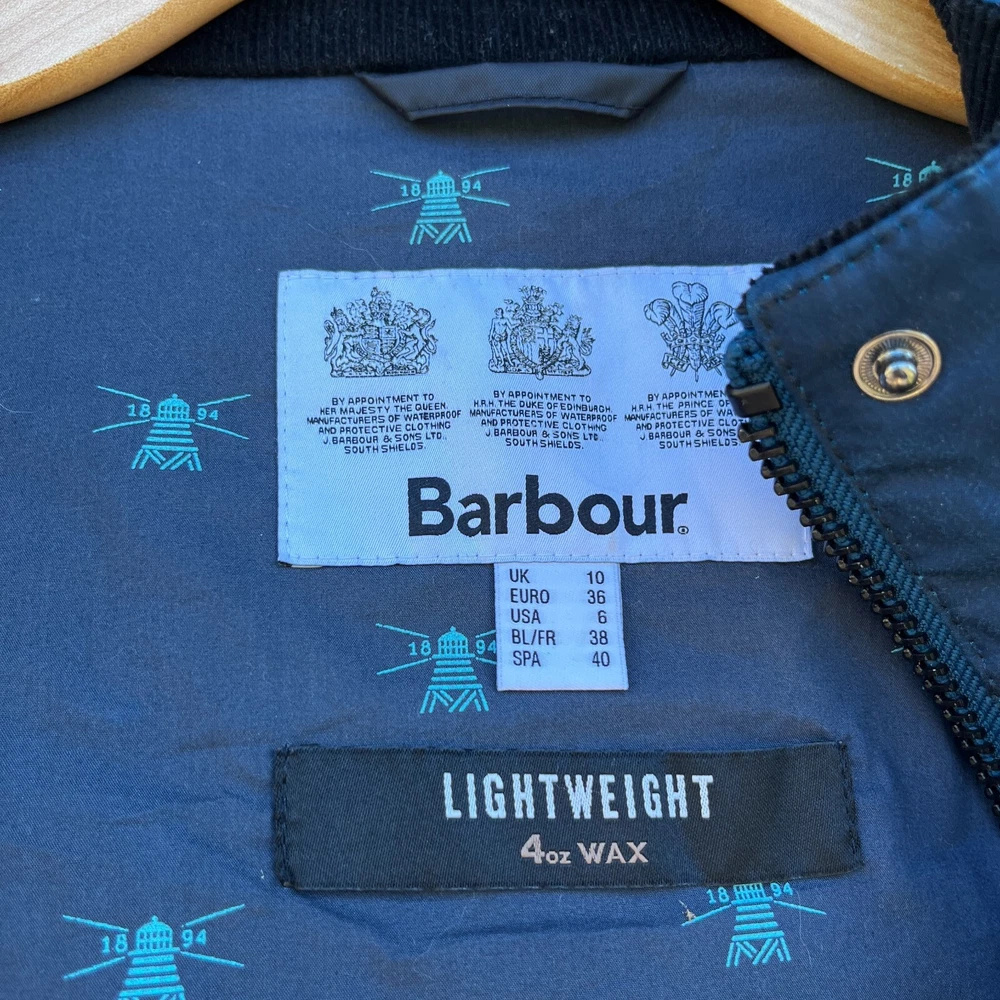 18 94
18
BY APPOINTMENT TO
HER MAJESTY THE QUEEN.
MANUFACTURERS OF WATERPROOF
AND PROTECTIVE CLOTHING
J. BARBOUR & SONS LTD.,
SOUTH SHIELDS.
BY APPOINTMENT TO
H.R.H. THE DUKE OF EDINBURGH.
MANUFACTURERS OF WATERPROOF
AND PROTECTIVE CLOTHING
J. BARBOUR & SONS LTD.,
SOUTH SHIELDS.
BY APPOINTMENT
H.R.H. THE PRINCE OF
MANUFACTURERS OF
AND PROTECTIVE
J. BARBOUR & SONS
SOUTH SHIELDS
18 94
Barbour
UK 10
EURO 36
USA 6
BL/FR 38
SPA 40
18 94
LIGHTWEIGHT
4oz WAX
18 94
18 94